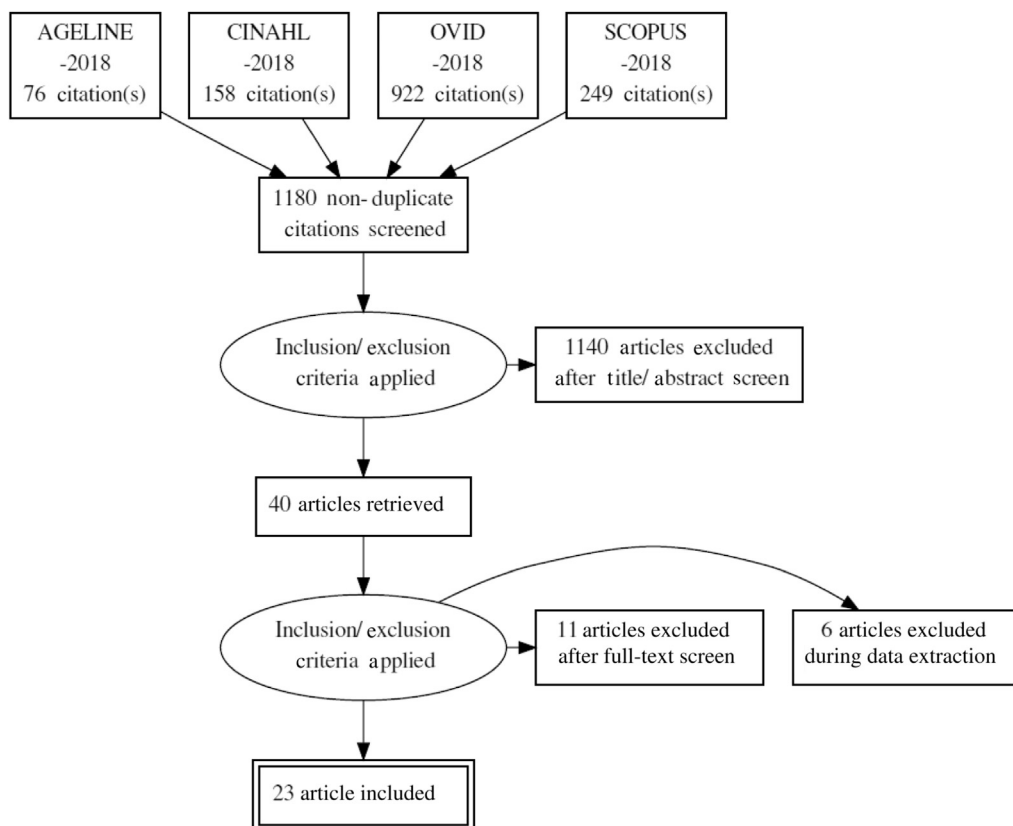 AGELINE
-2018
76 citation(s)
CINAHL
-2018
158 citation(s)
OVID
-2018
922 citation(s)
SCOPUS
-2018
249 citation(s)
1180 non-duplicate
citations screened
Inclusion/exclusion
criteria applied
1140 articles excluded
after title/abstract screen
40 articles retrieved
Inclusion/exclusion
criteria applied
11 articles excluded
after full-text screen
6 articles excluded
during data extraction
23 article included